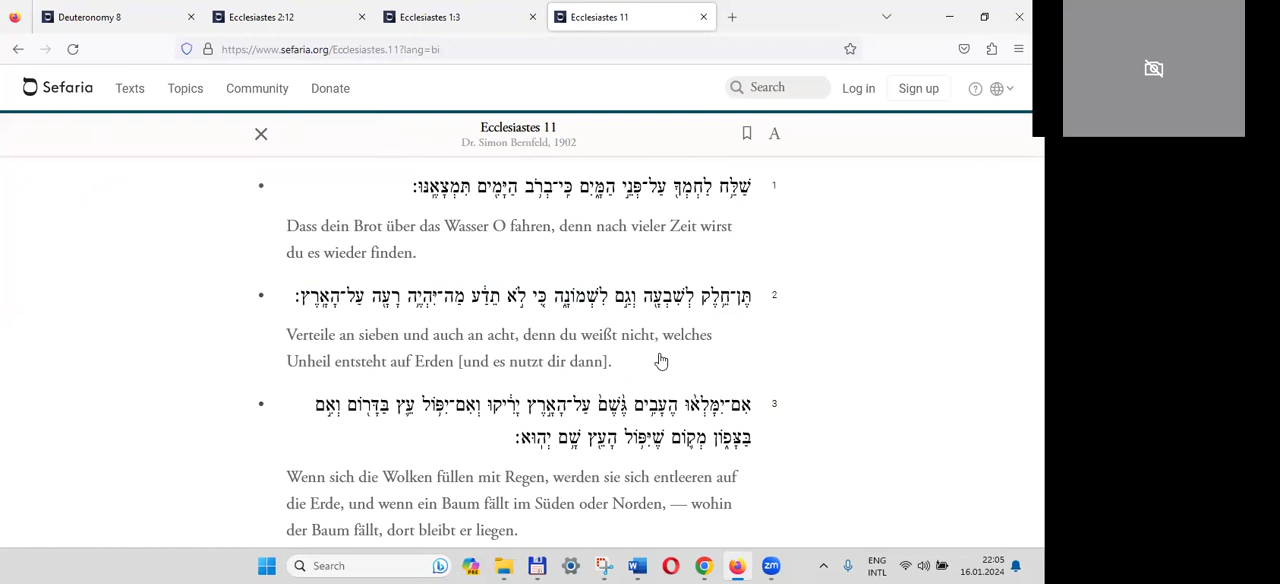 Deuteronomy 8
Ecclesiastes 2:12
Ecclesiastes 1:3
Ecclesiastes 11
https://www.sefaria.org/Ecclesiastes.11?lang=bi
Sefaria
Texts
Topics
Community
Donate
Search
Log in
Sign up
Ecclesiastes 11
Dr. Simon Bernfeld, 1902
A
1
שַׁלַּ֥ח לַחְמְךָ֖ עַל־פְּנֵ֣י הַמָּ֑יִם כִּֽי־בְרֹ֥ב הַיָּמִ֖ים תִּמְצָאֶֽנּוּ׃
Dass dein Brot über das Wasser O fahren, denn nach vieler Zeit wirst
du es wieder finden.
2
תֶּן־חֵ֥לֶק לְשִׁבְעָ֖ה וְגַ֣ם לִשְׁמוֹנָ֑ה כִּ֚י לֹ֣א תֵדַ֔ע מַה־יִּהְיֶ֥ה רָעָ֖ה עַל־הָאָֽרֶץ׃
Verteile an sieben und auch an acht, denn du weißt nicht, welches
Unheil entsteht auf Erden [und es nutzt dir dann].
3
אִם־יִמָּלְא֨וּ הֶעָבִ֥ים גֶּ֙שֶׁם֙ עַל־הָאָ֣רֶץ יָרִ֔יקוּ וְאִם־יִפּ֥וֹל עֵ֛ץ בַּדָּר֖וֹם וְאִ֣ם
בַּצָּפ֑וֹן מְק֛וֹם שֶׁיִּפּ֥וֹל הָעֵ֖ץ שָׁ֥ם יְהֽוּא׃
Wenn sich die Wolken füllen mit Regen, werden sie sich entleeren auf
die Erde, und wenn ein Baum fällt im Süden oder Norden, — wohin
der Baum fällt, dort bleibt er liegen.
Search
PRE
W
zm
ENG
INTL
22:05
16.01.2024